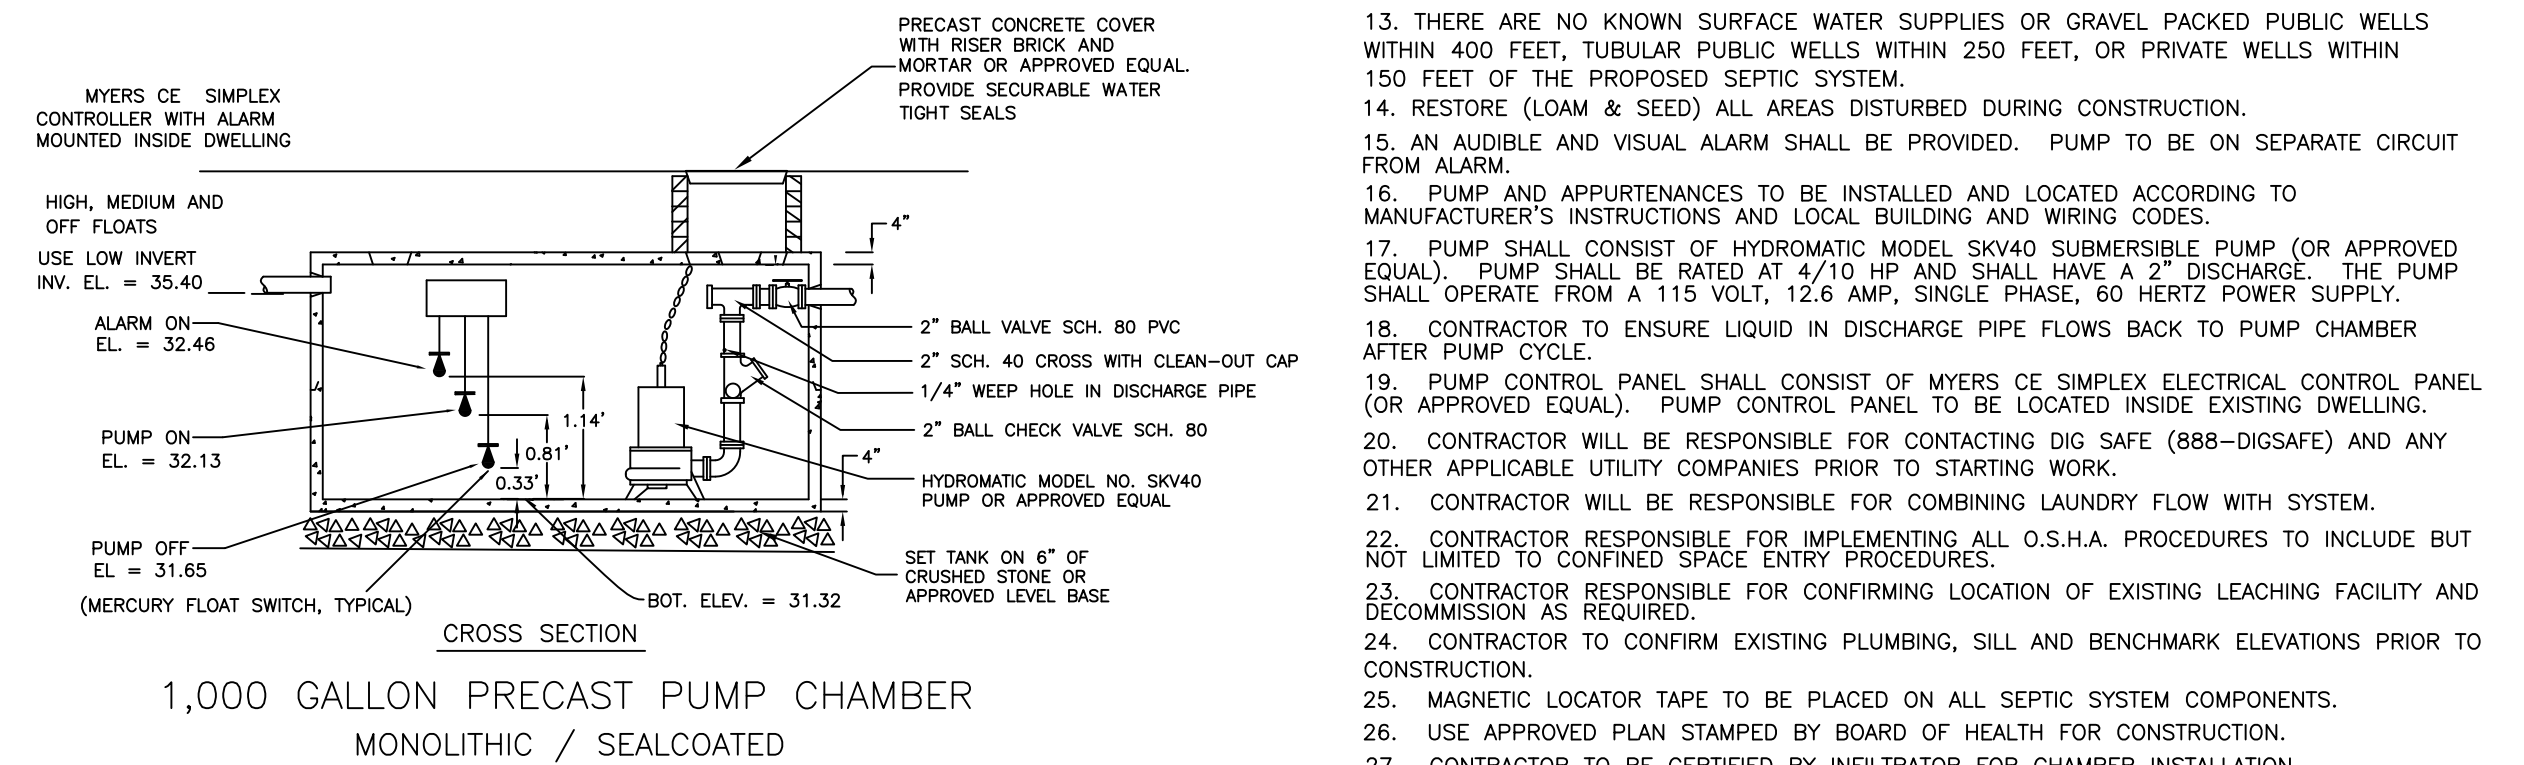 PRECAST CONCRETE COVER
WITH RISER BRICK AND
MORTAR OR APPROVED EQUAL.
PROVIDE SECURABLE WATER
TIGHT SEALS
MYERS CE SIMPLEX
CONTROLLER WITH ALARM
MOUNTED INSIDE DWELLING
HIGH, MEDIUM AND
OFF FLOATS
USE LOW INVERT
INV. EL. = 35.40
ALARM ON
EL. = 32.46
PUMP ON
EL. = 32.13
PUMP OFF
EL = 31.65
(MERCURY FLOAT SWITCH, TYPICAL)
4"
1.14'
0.81'
0.33'
4"
2" BALL VALVE SCH. 80 PVC
2" SCH. 40 CROSS WITH CLEAN-OUT CAP
1/4" WEEP HOLE IN DISCHARGE PIPE
2" BALL CHECK VALVE SCH. 80
HYDROMATIC MODEL NO. SKV40
PUMP OR APPROVED EQUAL
SET TANK ON 6" OF
CRUSHED STONE OR
APPROVED LEVEL BASE
BOT. ELEV. = 31.32
CROSS SECTION
1,000 GALLON PRECAST PUMP CHAMBER
MONOLITHIC / SEALCOATED
13. THERE ARE NO KNOWN SURFACE WATER SUPPLIES OR GRAVEL PACKED PUBLIC WELLS
WITHIN 400 FEET, TUBULAR PUBLIC WELLS WITHIN 250 FEET, OR PRIVATE WELLS WITHIN
150 FEET OF THE PROPOSED SEPTIC SYSTEM.
14. RESTORE (LOAM & SEED) ALL AREAS DISTURBED DURING CONSTRUCTION.
15. AN AUDIBLE AND VISUAL ALARM SHALL BE PROVIDED. PUMP TO BE ON SEPARATE CIRCUIT
FROM ALARM.
16. PUMP AND APPURTENANCES TO BE INSTALLED AND LOCATED ACCORDING TO
MANUFACTURER'S INSTRUCTIONS AND LOCAL BUILDING AND WIRING CODES.
17. PUMP SHALL CONSIST OF HYDROMATIC MODEL SKV40 SUBMERSIBLE PUMP (OR APPROVED
EQUAL). PUMP SHALL BE RATED AT 4/10 HP AND SHALL HAVE A 2" DISCHARGE. THE PUMP
SHALL OPERATE FROM A 115 VOLT, 12.6 AMP, SINGLE PHASE, 60 HERTZ POWER SUPPLY.
18. CONTRACTOR TO ENSURE LIQUID IN DISCHARGE PIPE FLOWS BACK TO PUMP CHAMBER
AFTER PUMP CYCLE.
19. PUMP CONTROL PANEL SHALL CONSIST OF MYERS CE SIMPLEX ELECTRICAL CONTROL PANEL
(OR APPROVED EQUAL). PUMP CONTROL PANEL TO BE LOCATED INSIDE EXISTING DWELLING.
20. CONTRACTOR WILL BE RESPONSIBLE FOR CONTACTING DIG SAFE (888-DIGSAFE) AND ANY
OTHER APPLICABLE UTILITY COMPANIES PRIOR TO STARTING WORK.
21. CONTRACTOR WILL BE RESPONSIBLE FOR COMBINING LAUNDRY FLOW WITH SYSTEM.
22. CONTRACTOR RESPONSIBLE FOR IMPLEMENTING ALL O.S.H.A. PROCEDURES TO INCLUDE BUT
NOT LIMITED TO CONFINED SPACE ENTRY PROCEDURES.
23. CONTRACTOR RESPONSIBLE FOR CONFIRMING LOCATION OF EXISTING LEACHING FACILITY AND
DECOMMISSION AS REQUIRED.
24. CONTRACTOR TO CONFIRM EXISTING PLUMBING, SILL AND BENCHMARK ELEVATIONS PRIOR TO
CONSTRUCTION.
25. MAGNETIC LOCATOR TAPE TO BE PLACED ON ALL SEPTIC SYSTEM COMPONENTS.
26. USE APPROVED PLAN STAMPED BY BOARD OF HEALTH FOR CONSTRUCTION.
27. CONTRACTOR TO BE CERTIFIED BY INFILTRATOR FOR CHAMBER INSTALLATION